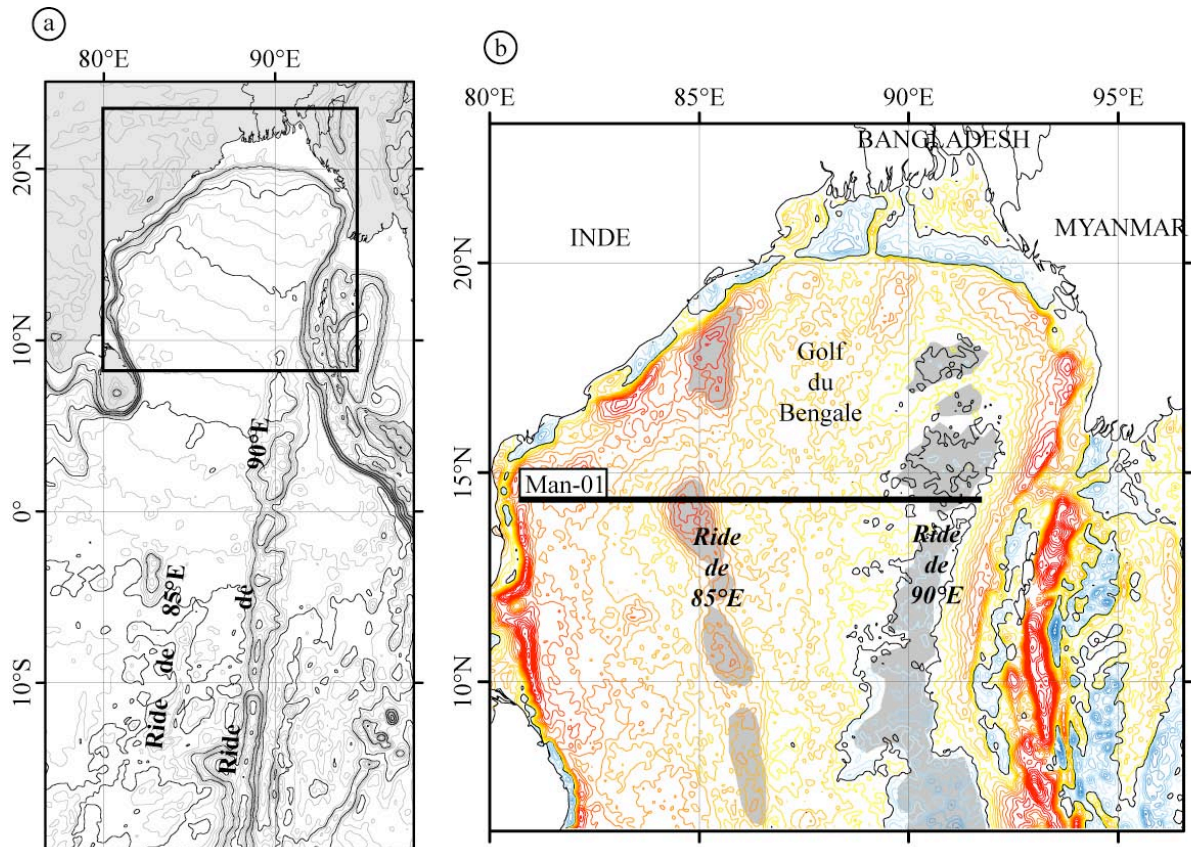 a
80°E 90°E
20°N
10°N
0°
10°S
90°E
de
Ride
85°E
de
Ride
b
80°E 85°E 90°E 95°E
BANGLADESH
INDE
MYANMAR
20°N
Golf
du
Bengale
15°N
Man-01
Ride
de
85°E
Ride
de
90°E
10°N